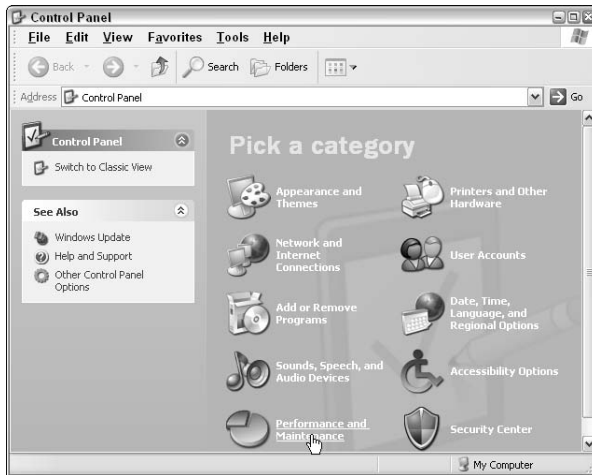 Control Panel
File Edit View Favorites Tools Help
Back Search Folders
Address Control Panel Go
Control Panel
Switch to Classic View
See Also
Windows Update
Help and Support
Other Control Panel
Options
Pick a category
Appearance and
Themes
Printers and Other
Hardware
Network and
Internet
Connections
User Accounts
Add or Remove
Programs
Date, Time,
Language, and
Regional Options
Sounds, Speech, and
Audio Devices
Accessibility Options
Performance and
Maintenance
Security Center
My Computer